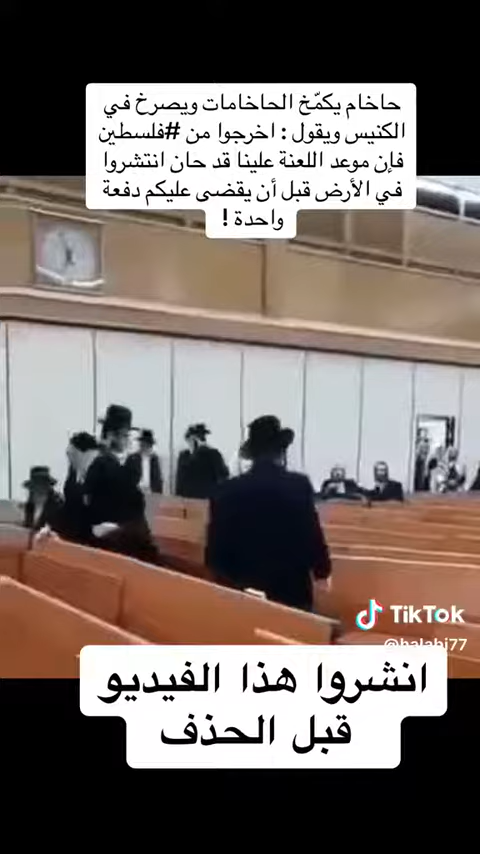 حاخام يكمّخ الحاخامات ويصرخ في
الكنيس ويقول : اخرجوا من #فلسطين
فإن موعد اللعنة علينا قد حان انتشروا
في الأرض قبل أن يقضى عليكم دفعة
واحدة !
TikTok
@halabi77
انشروا هذا الفيديو
قبل الحذف